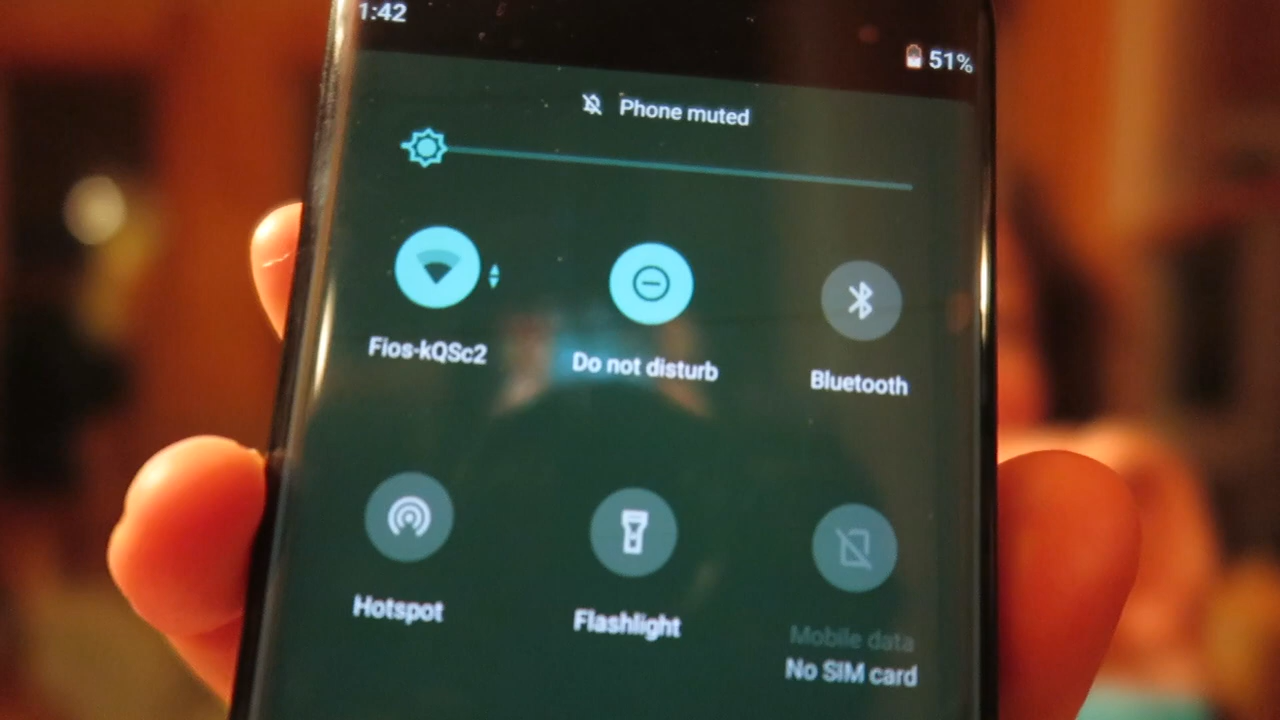 1:42
51%
Phone muted
Fios-kQSc2
Do not disturb
Bluetooth
Hotspot
Flashlight
Mobile data
No SIM card